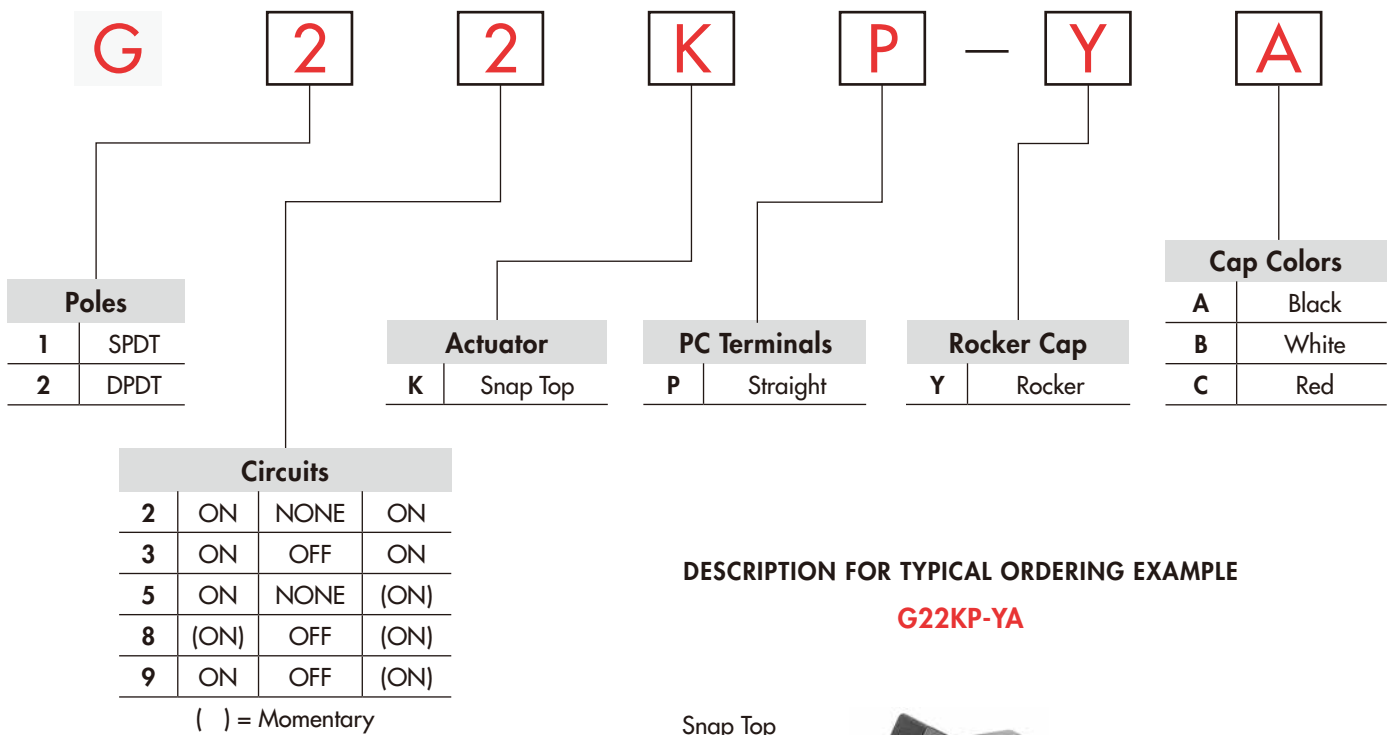 G 2 2 K P — Y A
Poles
1 SPDT
2 DPDT
Circuits
2 ON NONE ON
3 ON OFF ON
5 ON NONE (ON)
8 (ON) OFF (ON)
9 ON OFF (ON)
( ) = Momentary
Actuator
K Snap Top
PC Terminals
P Straight
Rocker Cap
Y Rocker
Cap Colors
A Black
B White
C Red
DESCRIPTION FOR TYPICAL ORDERING EXAMPLE
G22KP-YA
Snap Top